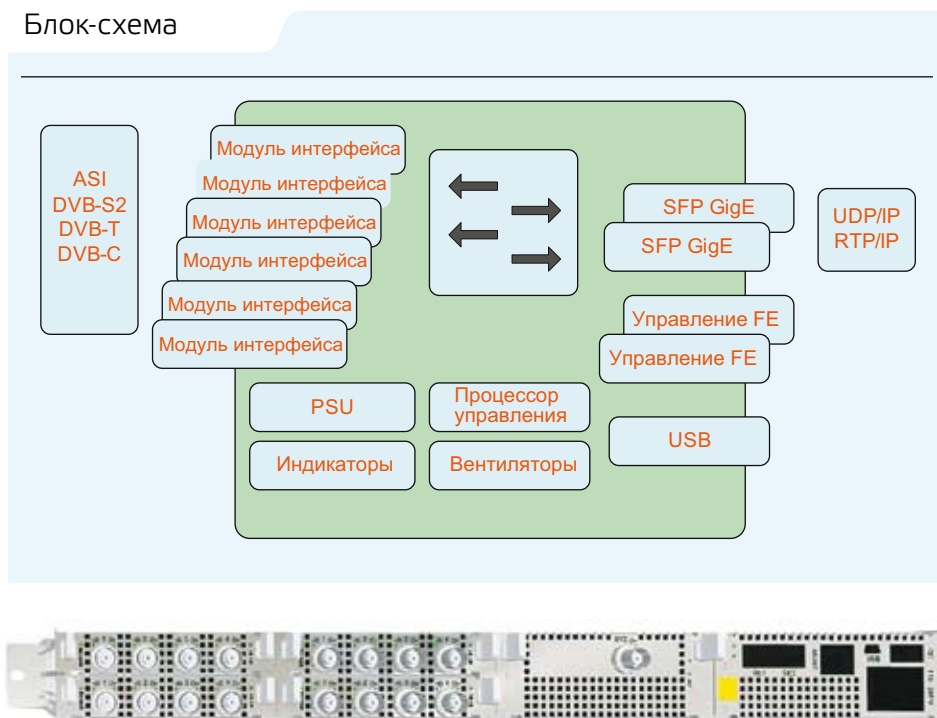 Блок-схема
ASI
DVB-S2
DVB-T
DVB-C
Модуль интерфейса
Модуль интерфейса
Модуль интерфейса
Модуль интерфейса
Модуль интерфейса
Модуль интерфейса
SFP GigE
SFP GigE
UDP/IP
RTP/IP
Управление FE
Управление FE
PSU
Процессор
управления
USB
Индикаторы
Вентиляторы